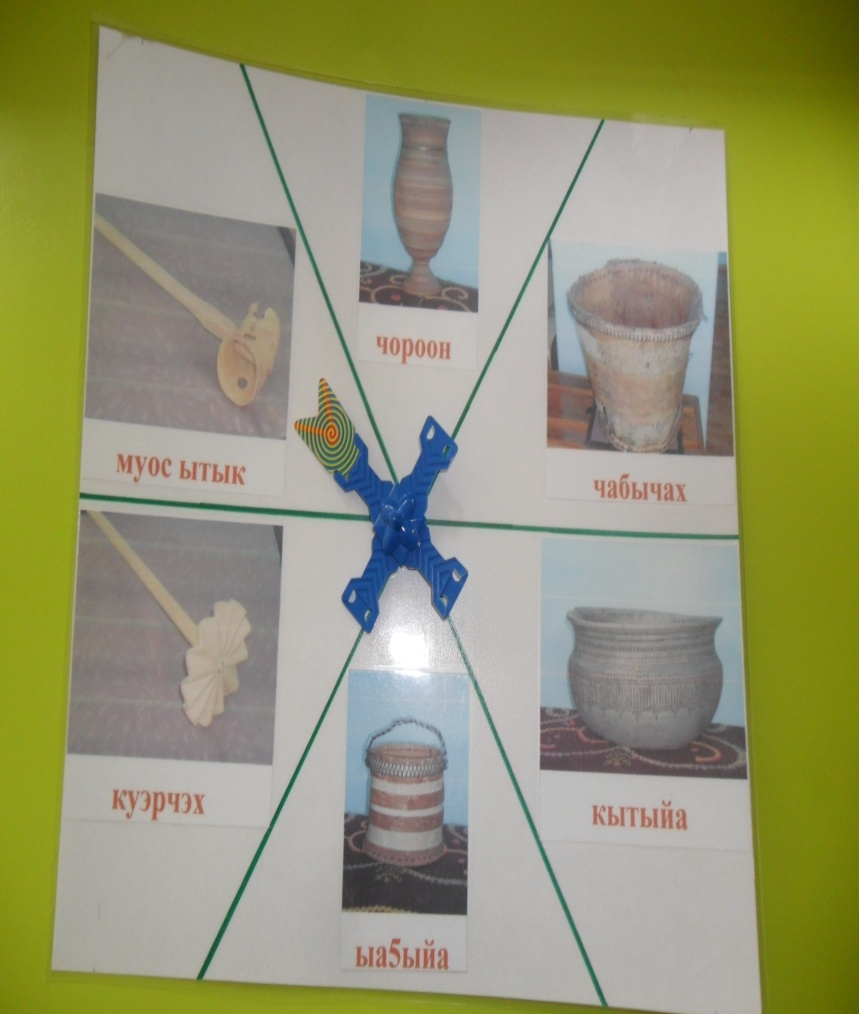 чороон
муос ытык
чабычах
куэрчэх
кытыйа
ыа5ыйа